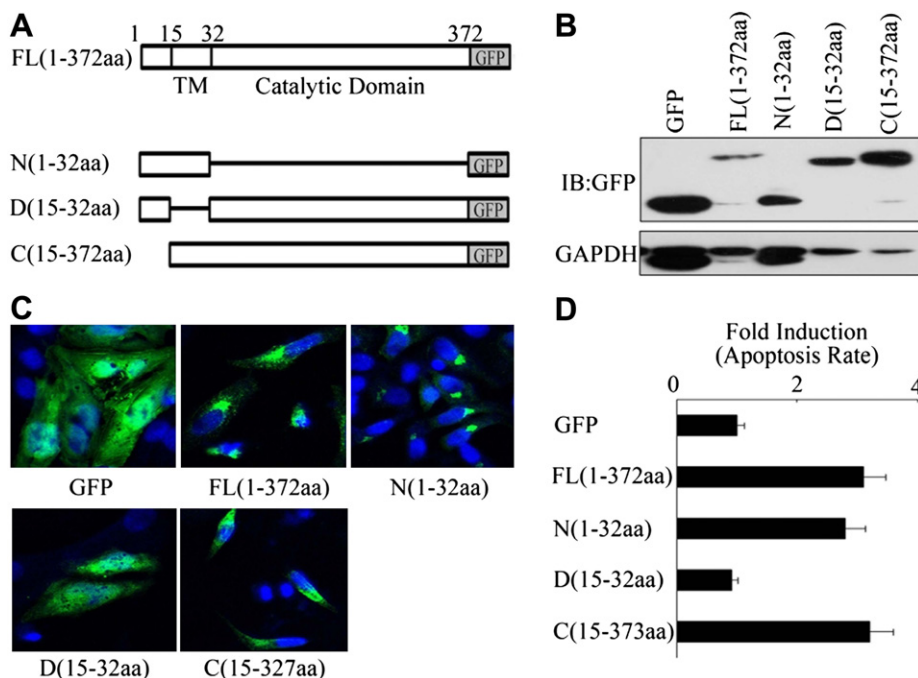 A
1 15 32 372
FL(1-372aa) GFP
TM Catalytic Domain
N(1-32aa) GFP
D(15-32aa) GFP
C(15-372aa) GFP
B
GFP
FL(1-372aa)
N(1-32aa)
D(15-32aa)
C(15-372aa)
IB:GFP
GAPDH
C
GFP FL(1-372aa) N(1-32aa)
D(15-32aa) C(15-327aa)
D
Fold Induction
(Apoptosis Rate)
0 2 4
GFP
FL(1-372aa)
N(1-32aa)
D(15-32aa)
C(15-373aa)